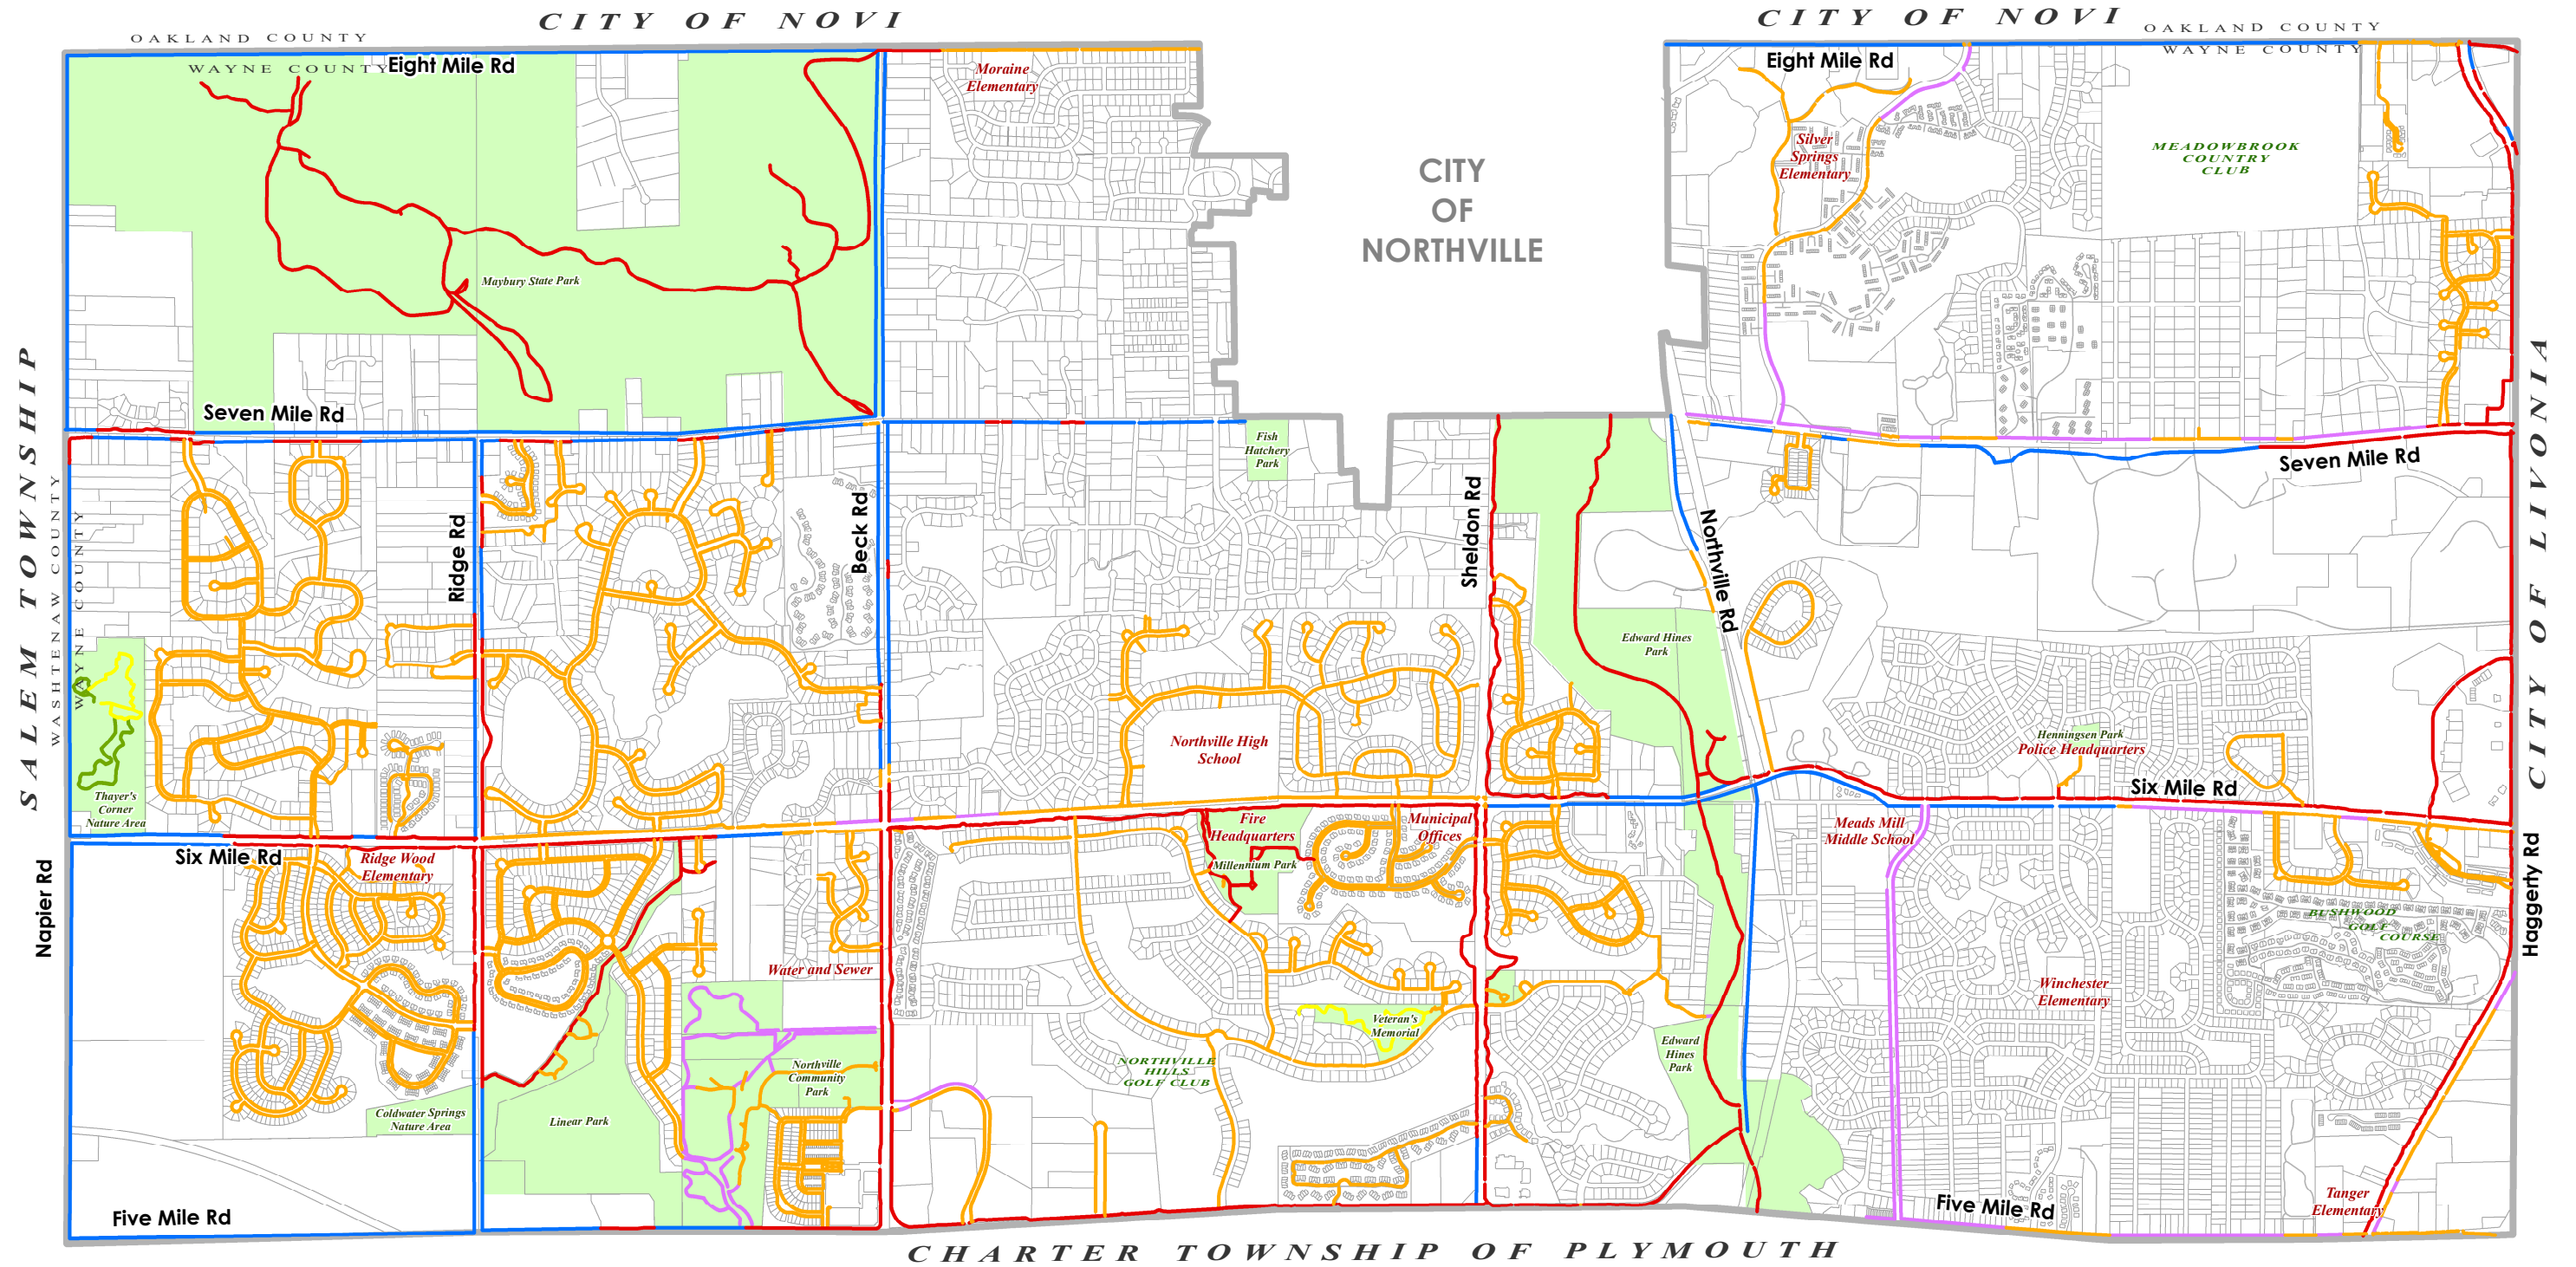 CITY OF NOVI
CITY OF NOVI
OAKLAND COUNTY
WAYNE COUNTY
Eight Mile Rd
OAKLAND COUNTY
WAYNE COUNTY
Eight Mile Rd
Moraine
Elementary
CITY
OF
NORTHVILLE
Silver
Springs
Elementary
MEADOWBROOK
COUNTRY
CLUB
Maybury State Park
Seven Mile Rd
Fish
Hatchery
Park
Seven Mile Rd
SALEM TOWNSHIP
WASHTENAW COUNTY
WAYNE COUNTY
Ridge Rd
Beck Rd
Sheldon Rd
Northville Rd
CITY OF LIVONIA
Edward Hines
Park
Northville High
School
Henningsen Park
Police Headquarters
Six Mile Rd
Thayer's
Corner
Nature Area
Fire
Headquarters
Municipal
Offices
Meads Mill
Middle School
Six Mile Rd
Ridge Wood
Elementary
Millennium Park
Napier Rd
Haggerty Rd
BUSHWOOD
GOLF
COURSE
Water and Sewer
Winchester
Elementary
Veteran's
Memorial
Edward
Hines
Park
NORTHVILLE
HILLS
GOLF CLUB
Northville
Community
Park
Coldwater Springs
Nature Area
Linear Park
Five Mile Rd
Five Mile Rd
Tanger
Elementary
CHARTER TOWNSHIP OF PLYMOUTH